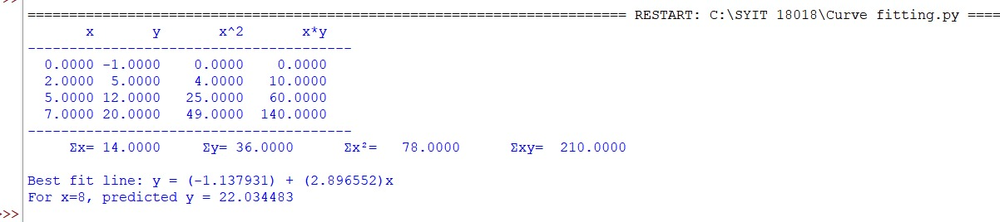 >>>
======================================================================== RESTART: C:\SYIT 18018\Curve fitting.py ====
x y x^2 x*y
---------------------------------------
0.0000 -1.0000 0.0000 0.0000
2.0000 5.0000 4.0000 10.0000
5.0000 12.0000 25.0000 60.0000
7.0000 20.0000 49.0000 140.0000
---------------------------------------
Σx= 14.0000 Σy= 36.0000 Σx²= 78.0000 Σxy= 210.0000
Best fit line: y = (-1.137931) + (2.896552)x
For x=8, predicted y = 22.034483
>>>